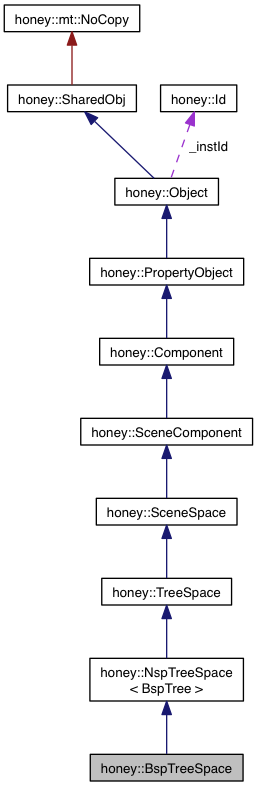 honey::mt::NoCopy
honey::SharedObj
honey::Id
_instId
honey::Object
honey::PropertyObject
honey::Component
honey::SceneComponent
honey::SceneSpace
honey::TreeSpace
honey::NspTreeSpace
< BspTree >
honey::BspTreeSpace